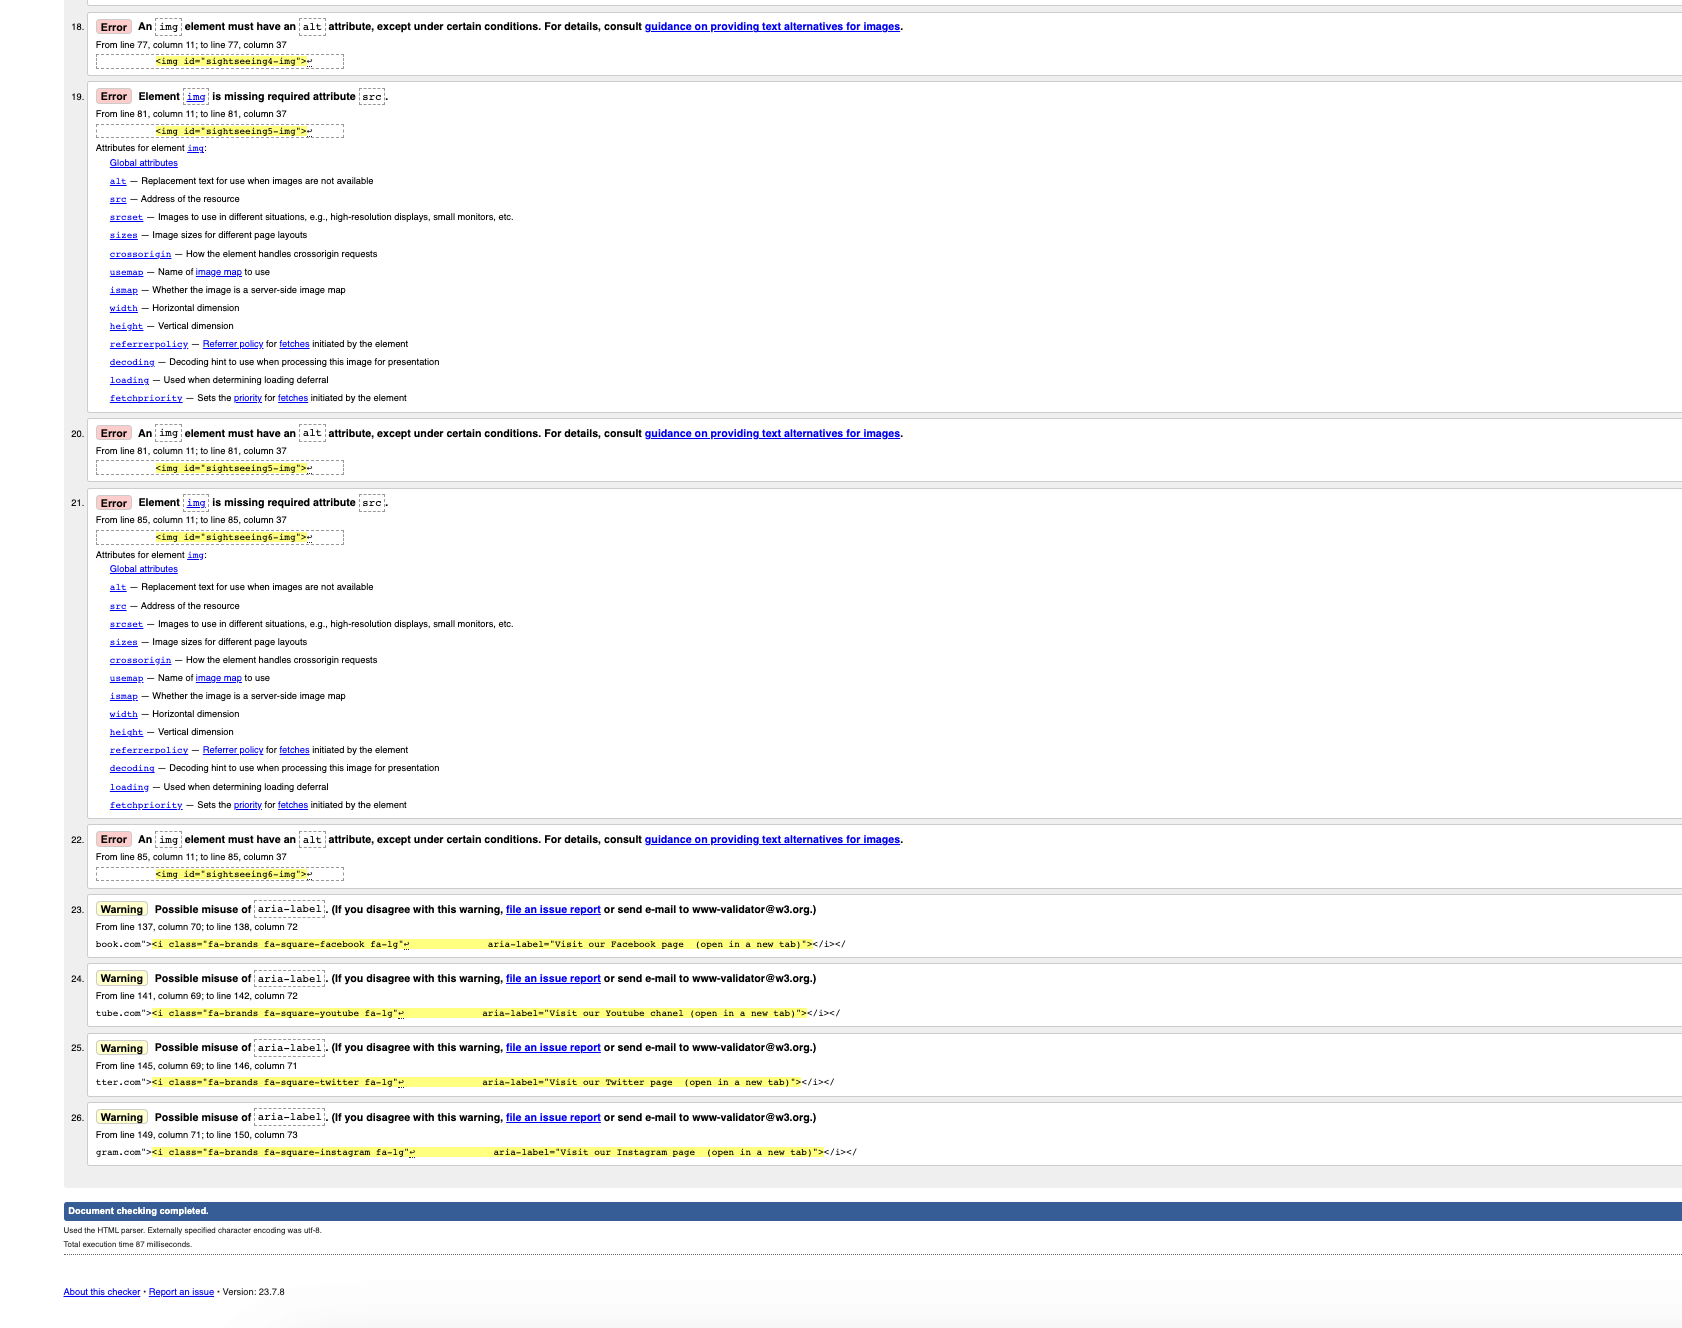 18. Error An img element must have an alt attribute, except under certain conditions. For details, consult guidance on providing text alternatives for images.
From line 77, column 11; to line 77, column 37
<img id="sightseeing4-img">↩
19. Error Element img is missing required attribute src.
From line 81, column 11; to line 81, column 37
<img id="sightseeing5-img">↩
Attributes for element img:
Global attributes
alt — Replacement text for use when images are not available
src — Address of the resource
srcset — Images to use in different situations, e.g., high-resolution displays, small monitors, etc.
sizes — Image sizes for different page layouts
crossorigin — How the element handles crossorigin requests
usemap — Name of image map to use
ismap — Whether the image is a server-side image map
width — Horizontal dimension
height — Vertical dimension
referrerpolicy — Referrer policy for fetches initiated by the element
decoding — Decoding hint to use when processing this image for presentation
loading — Used when determining loading deferral
fetchpriority — Sets the priority for fetches initiated by the element
20. Error An img element must have an alt attribute, except under certain conditions. For details, consult guidance on providing text alternatives for images.
From line 81, column 11; to line 81, column 37
<img id="sightseeing5-img">↩
21. Error Element img is missing required attribute src.
From line 85, column 11; to line 85, column 37
<img id="sightseeing6-img">↩
Attributes for element img:
Global attributes
alt — Replacement text for use when images are not available
src — Address of the resource
srcset — Images to use in different situations, e.g., high-resolution displays, small monitors, etc.
sizes — Image sizes for different page layouts
crossorigin — How the element handles crossorigin requests
usemap — Name of image map to use
ismap — Whether the image is a server-side image map
width — Horizontal dimension
height — Vertical dimension
referrerpolicy — Referrer policy for fetches initiated by the element
decoding — Decoding hint to use when processing this image for presentation
loading — Used when determining loading deferral
fetchpriority — Sets the priority for fetches initiated by the element
22. Error An img element must have an alt attribute, except under certain conditions. For details, consult guidance on providing text alternatives for images.
From line 85, column 11; to line 85, column 37
<img id="sightseeing6-img">↩
23. Warning Possible misuse of aria-label. (If you disagree with this warning, file an issue report or send e-mail to www-validator@w3.org.)
From line 137, column 70; to line 138, column 72
book.com"><i class="fa-brands fa-square-facebook fa-lg"↩ aria-label="Visit our Facebook page  (open in a new tab)"></i></
24. Warning Possible misuse of aria-label. (If you disagree with this warning, file an issue report or send e-mail to www-validator@w3.org.)
From line 141, column 69; to line 142, column 72
tube.com"><i class="fa-brands fa-square-youtube fa-lg"↩ aria-label="Visit our Youtube chanel (open in a new tab)"></i></
25. Warning Possible misuse of aria-label. (If you disagree with this warning, file an issue report or send e-mail to www-validator@w3.org.)
From line 145, column 69; to line 146, column 71
tter.com"><i class="fa-brands fa-square-twitter fa-lg"↩ aria-label="Visit our Twitter page  (open in a new tab)"></i></
26. Warning Possible misuse of aria-label. (If you disagree with this warning, file an issue report or send e-mail to www-validator@w3.org.)
From line 149, column 71; to line 150, column 73
gram.com"><i class="fa-brands fa-square-instagram fa-lg"↩ aria-label="Visit our Instagram page  (open in a new tab)"></i></
Document checking completed.
Used the HTML parser. Externally specified character encoding was utf-8.
Total execution time 87 milliseconds.
About this checker • Report an issue • Version: 23.7.8